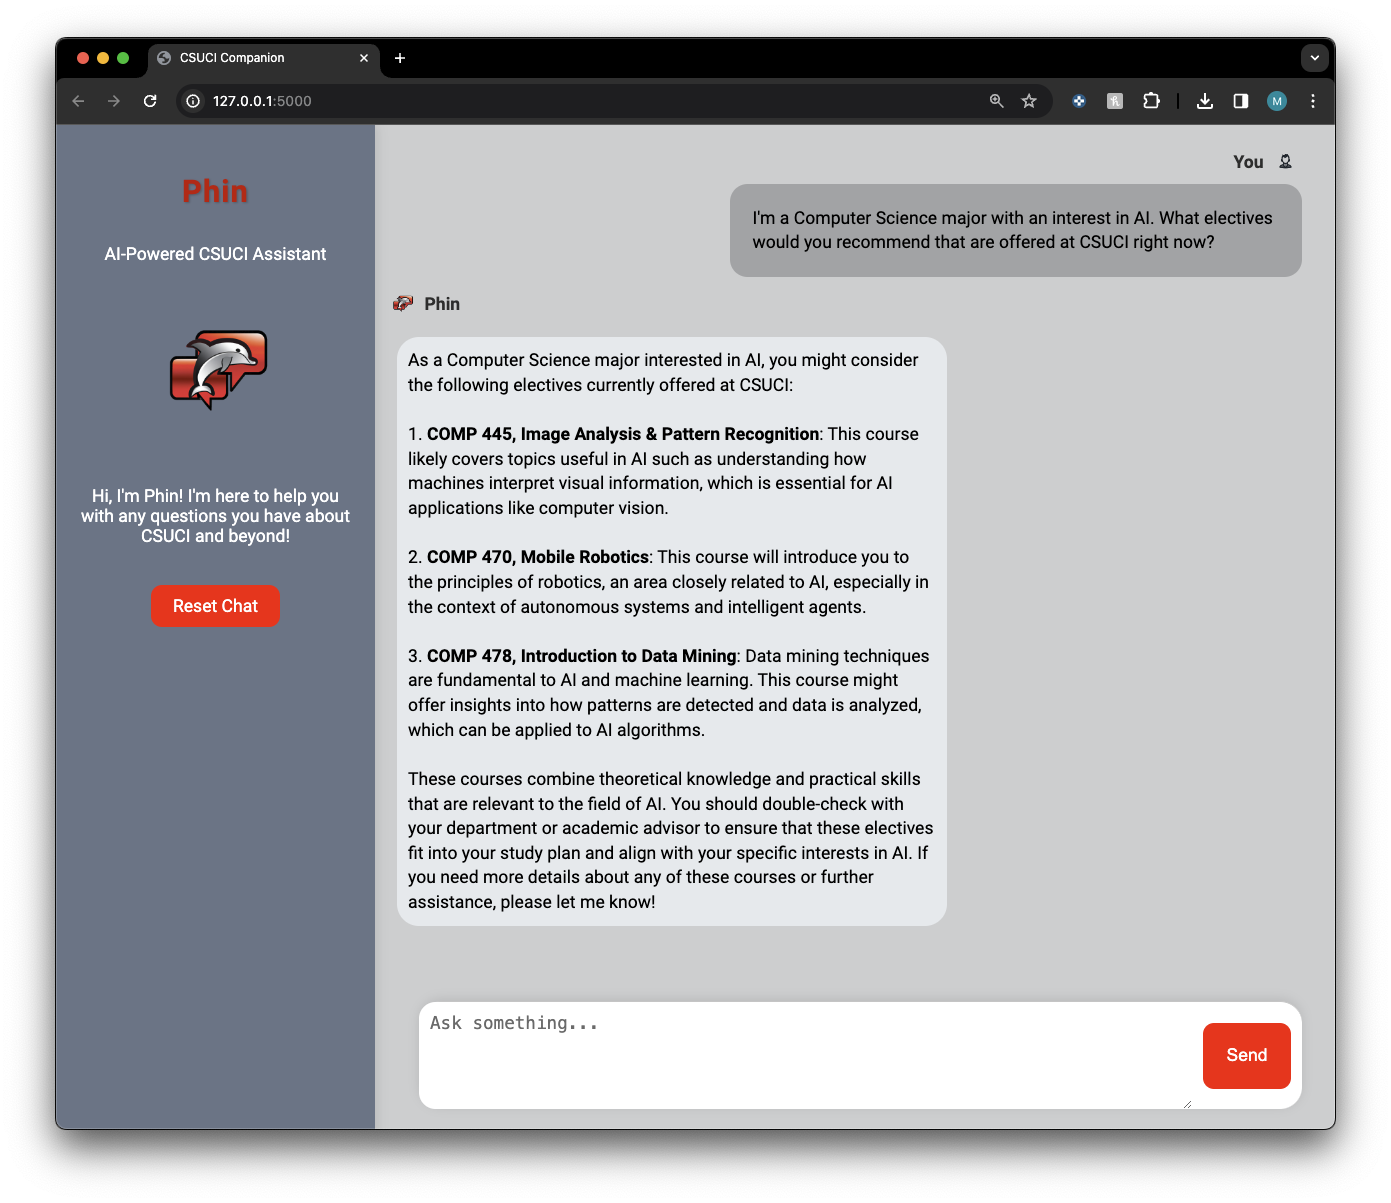 CSUCI Companion
127.0.0.1:5000
M
Phin
AI-Powered CSUCI Assistant
Hi, I'm Phin! I'm here to help you
with any questions you have about
CSUCI and beyond!
Reset Chat
You
I'm a Computer Science major with an interest in AI. What electives
would you recommend that are offered at CSUCI right now?
Phin
As a Computer Science major interested in AI, you might consider
the following electives currently offered at CSUCI:
1. COMP 445, Image Analysis & Pattern Recognition: This course
likely covers topics useful in AI such as understanding how
machines interpret visual information, which is essential for AI
applications like computer vision.
2. COMP 470, Mobile Robotics: This course will introduce you to
the principles of robotics, an area closely related to AI, especially in
the context of autonomous systems and intelligent agents.
3. COMP 478, Introduction to Data Mining: Data mining techniques
are fundamental to AI and machine learning. This course might
offer insights into how patterns are detected and data is analyzed,
which can be applied to AI algorithms.
These courses combine theoretical knowledge and practical skills
that are relevant to the field of AI. You should double-check with
your department or academic advisor to ensure that these electives
fit into your study plan and align with your specific interests in AI. If
you need more details about any of these courses or further
assistance, please let me know!
Ask something...
Send